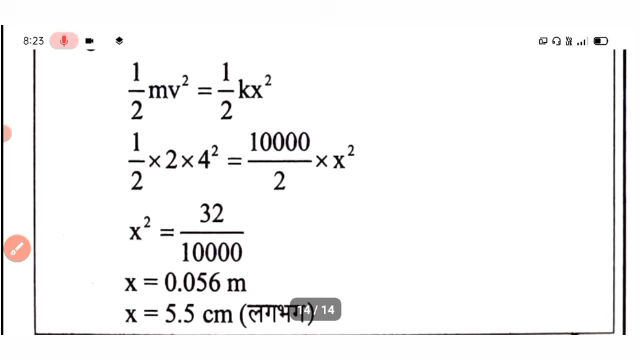 8:23
1/2 mv² = 1/2 kx²
1/2 × 2 × 4² = 10000/2 × x²
x² = 32/10000
x = 0.056 m
x = 5.5 cm (लगभग)
14 / 14